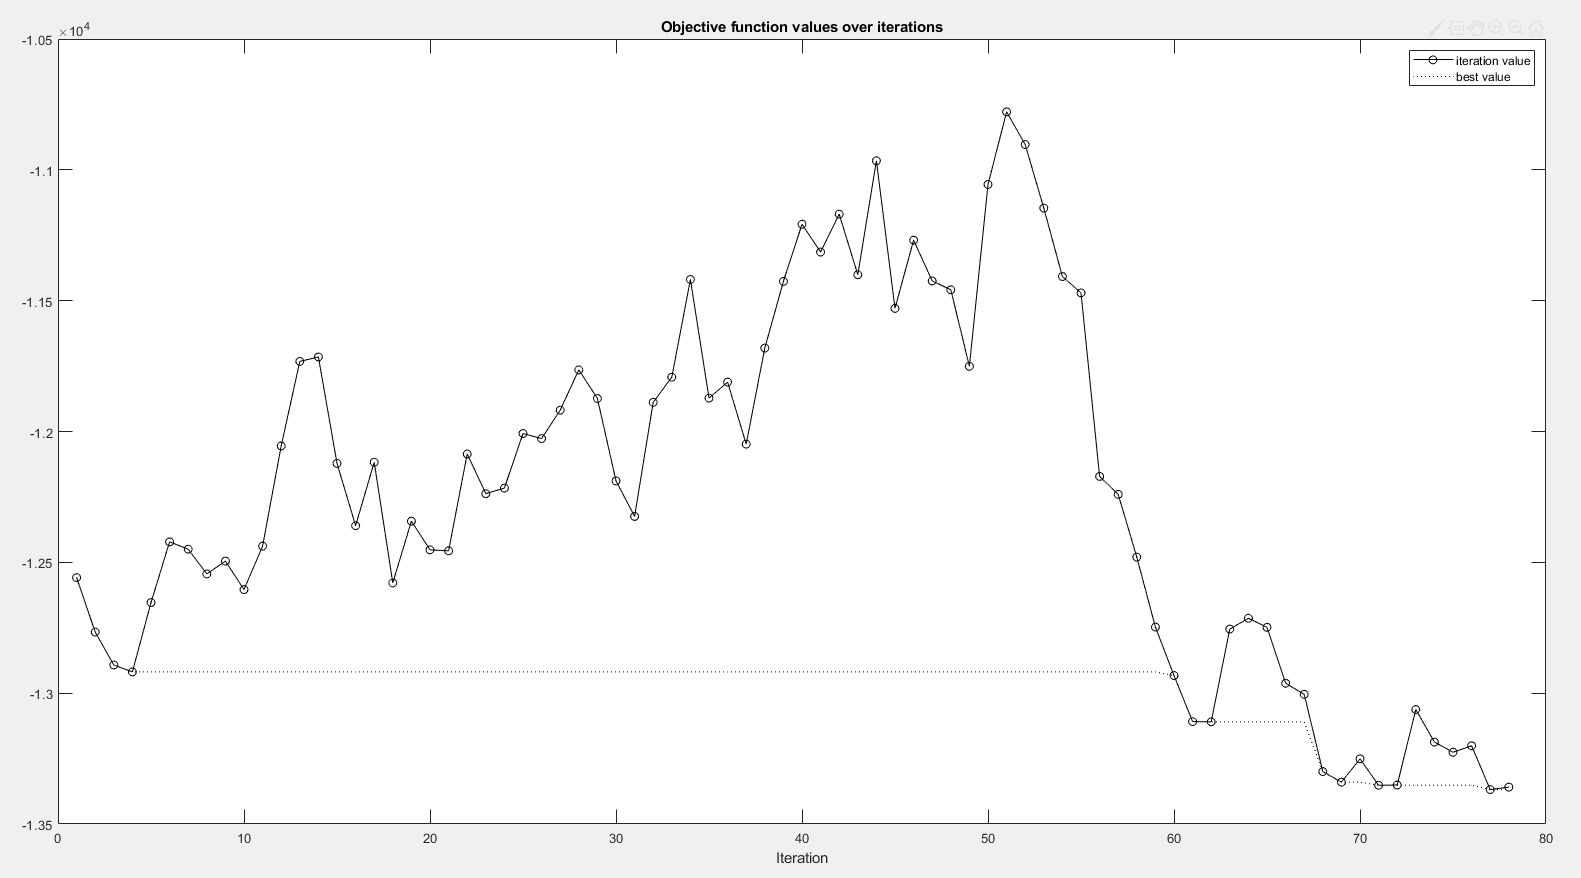 Objective function values over iterations
×10^4
-1.05
-1.1
-1.15
-1.2
-1.25
-1.3
-1.35
0 10 20 30 40 50 60 70 80
Iteration
iteration value
best value